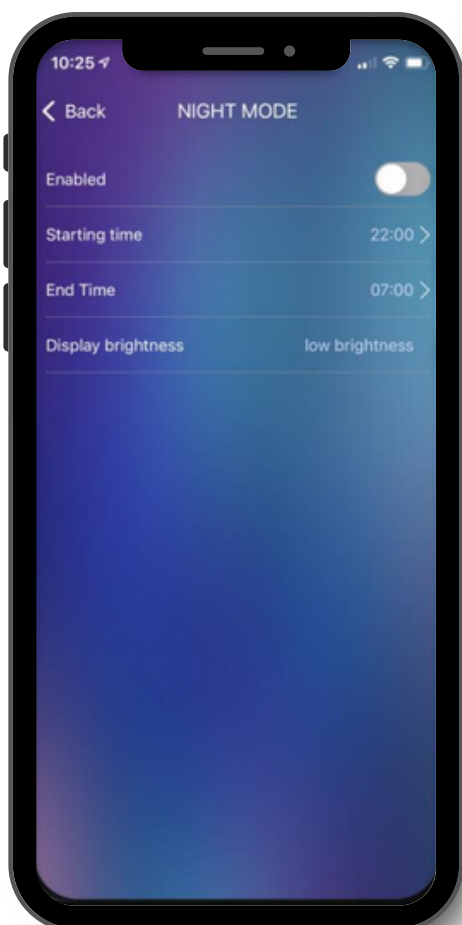 10:25
Back NIGHT MODE
Enabled
Starting time 22:00
End Time 07:00
Display brightness low brightness